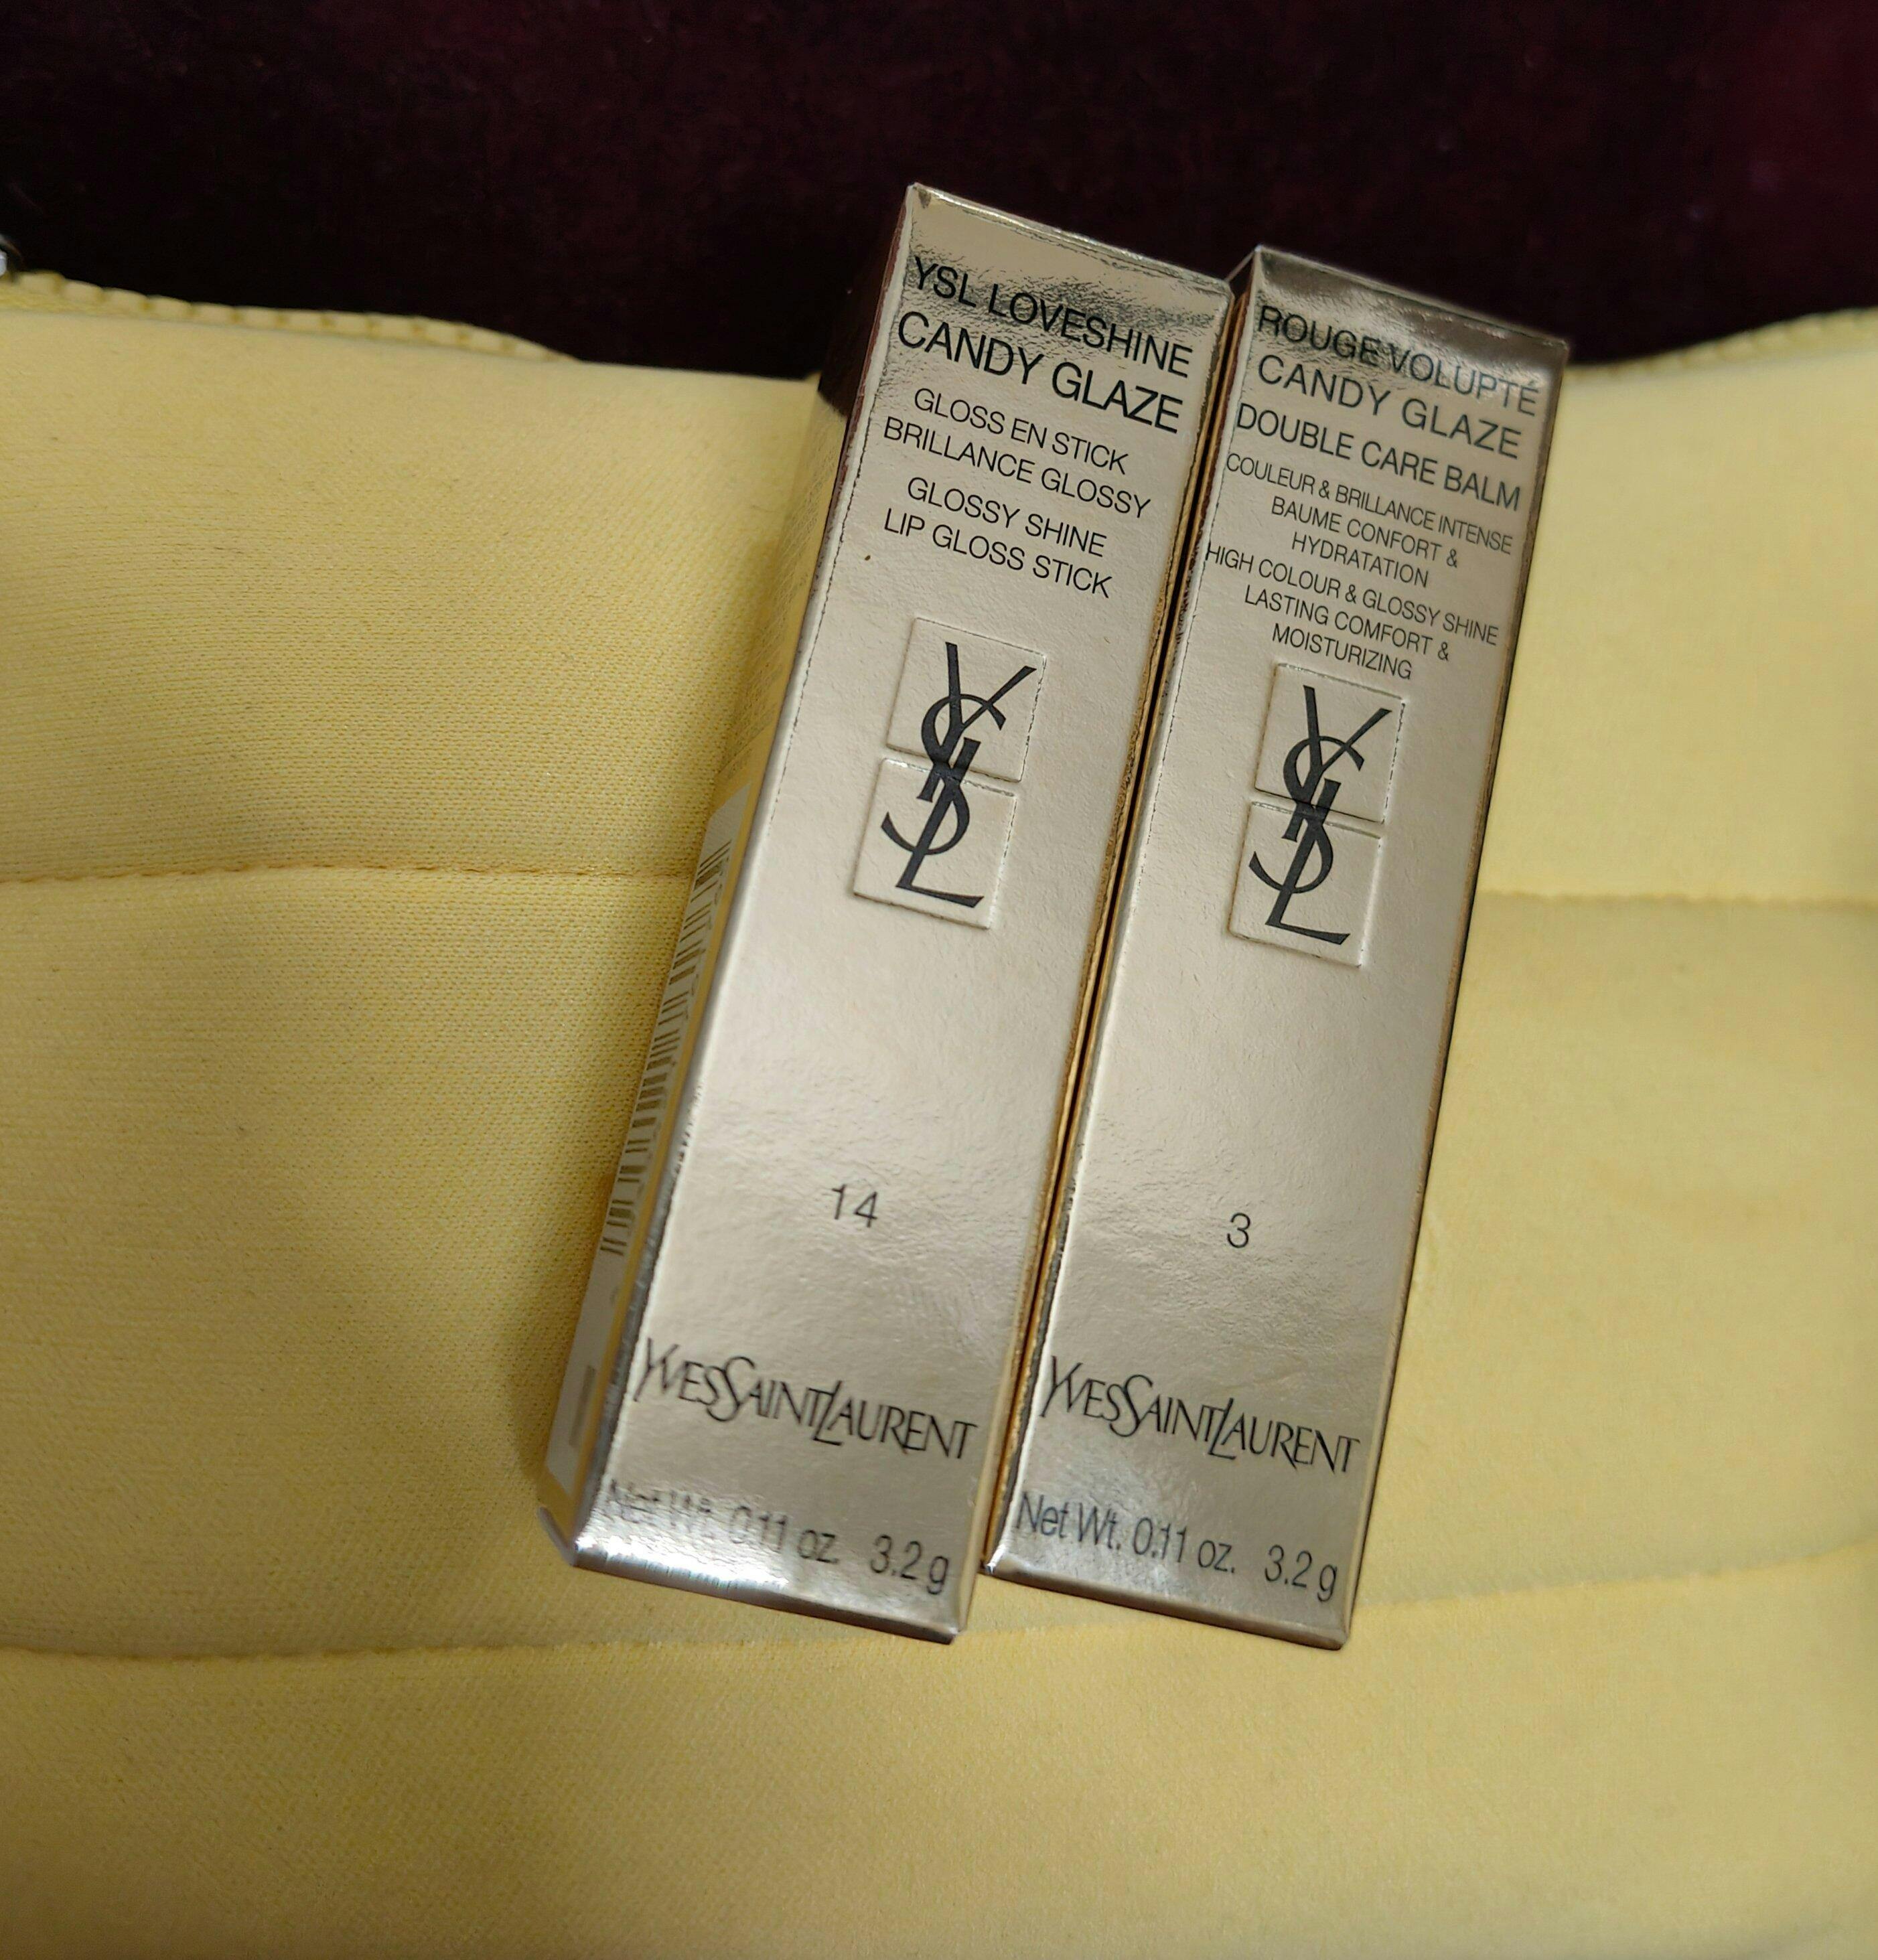 YSL LOVESHINE
CANDY GLAZE
GLOSS EN STICK
BRILLANCE GLOSSY
GLOSSY SHINE
LIP GLOSS STICK
YSL
14
YVESSAINTLAURENT
Net Wt. 0.11 oz. 3.2 g
ROUGE VOLUPTÉ
CANDY GLAZE
DOUBLE CARE BALM
COULEUR & BRILLANCE INTENSE
BAUME CONFORT &
HYDRATATION
HIGH COLOUR & GLOSSY SHINE
LASTING COMFORT &
MOISTURIZING
YSL
3
YVESSAINTLAURENT
Net Wt. 0.11 oz. 3.2 g